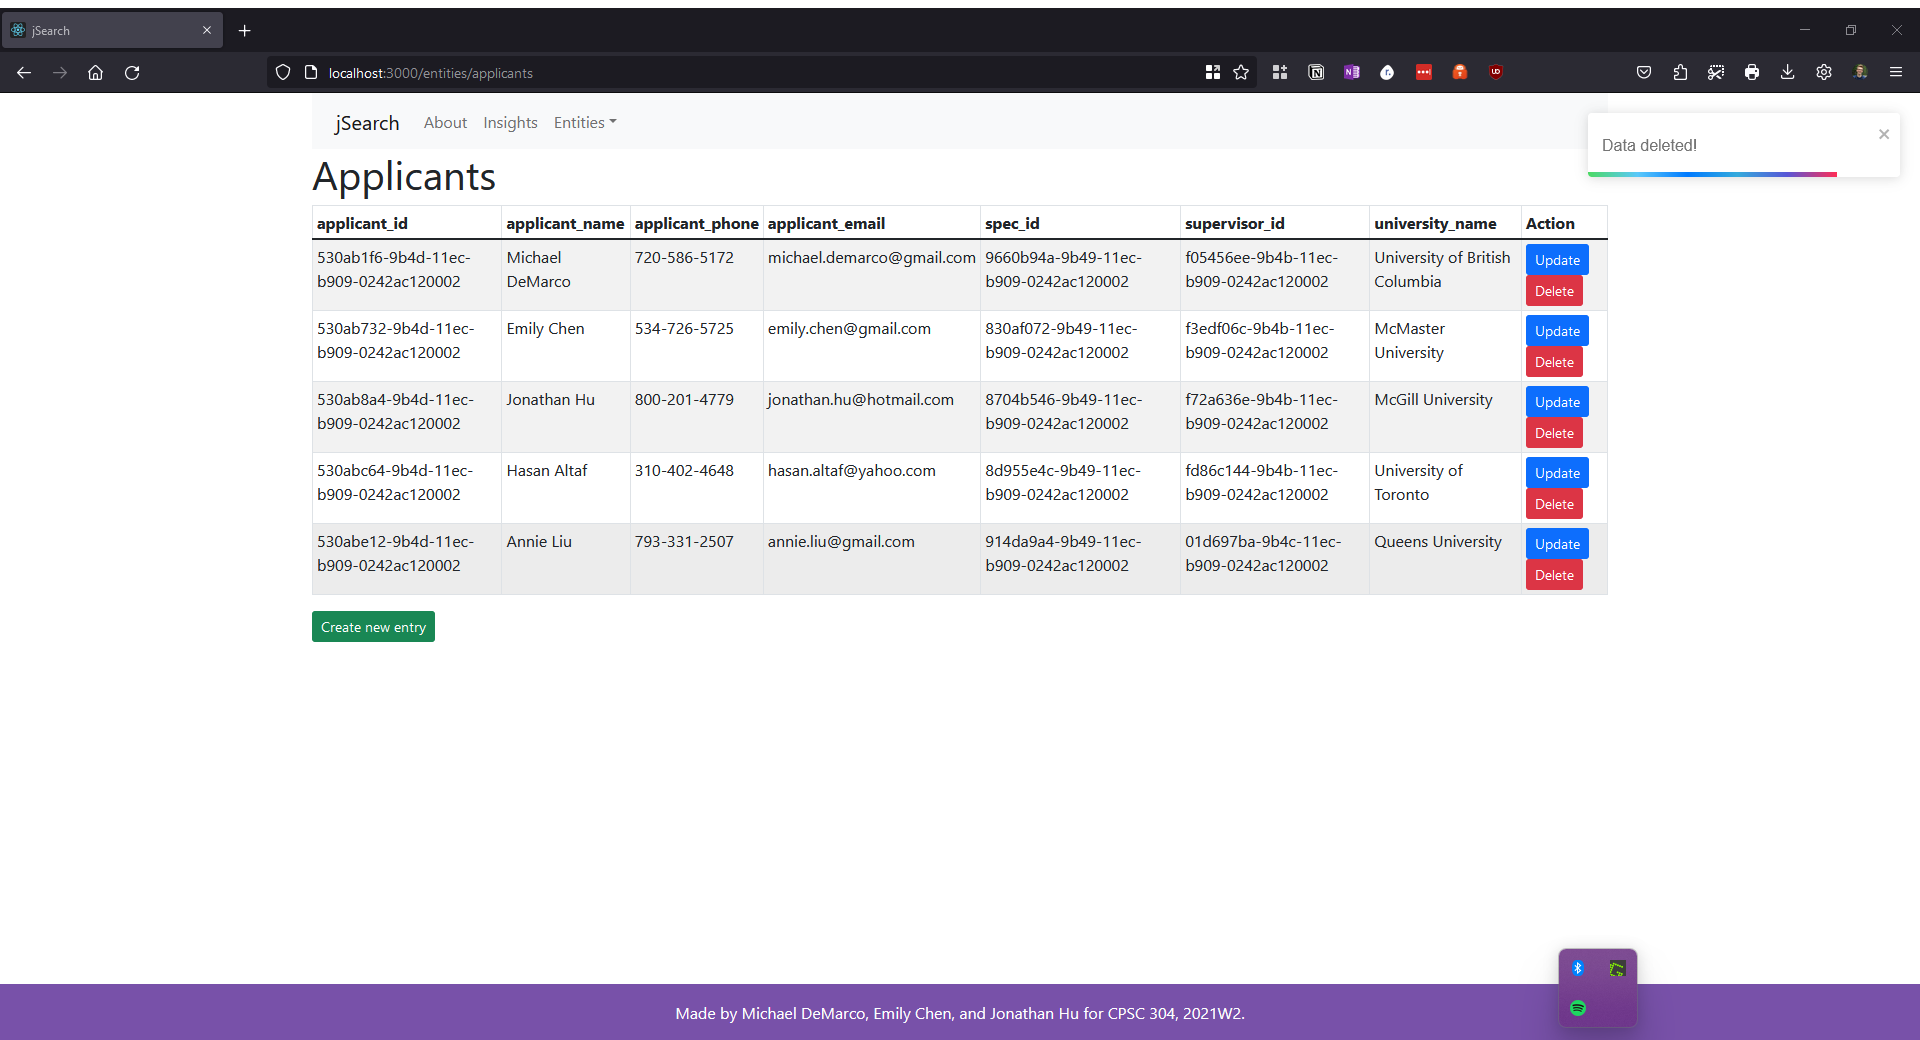 jSearch
localhost:3000/entities/applicants
jSearch About Insights Entities
Data deleted!
Applicants
applicant_id applicant_name applicant_phone applicant_email spec_id supervisor_id university_name Action
530ab1f6-9b4d-11ec- Michael 720-586-5172 michael.demarco@gmail.com 9660b94a-9b49-11ec- f05456ee-9b4b-11ec- University of British Update
b909-0242ac120002 DeMarco b909-0242ac120002 b909-0242ac120002 Columbia Delete
530ab732-9b4d-11ec- Emily Chen 534-726-5725 emily.chen@gmail.com 830af072-9b49-11ec- f3edf06c-9b4b-11ec- McMaster Update
b909-0242ac120002 b909-0242ac120002 b909-0242ac120002 University Delete
530ab8a4-9b4d-11ec- Jonathan Hu 800-201-4779 jonathan.hu@hotmail.com 8704b546-9b49-11ec- f72a636e-9b4b-11ec- McGill University Update
b909-0242ac120002 b909-0242ac120002 b909-0242ac120002 Delete
530abc64-9b4d-11ec- Hasan Altaf 310-402-4648 hasan.altaf@yahoo.com 8d955e4c-9b49-11ec- fd86c144-9b4b-11ec- University of Update
b909-0242ac120002 b909-0242ac120002 b909-0242ac120002 Toronto Delete
530abe12-9b4d-11ec- Annie Liu 793-331-2507 annie.liu@gmail.com 914da9a4-9b49-11ec- 01d697ba-9b4c-11ec- Queens University Update
b909-0242ac120002 b909-0242ac120002 b909-0242ac120002 Delete
Create new entry
Made by Michael DeMarco, Emily Chen, and Jonathan Hu for CPSC 304, 2021W2.